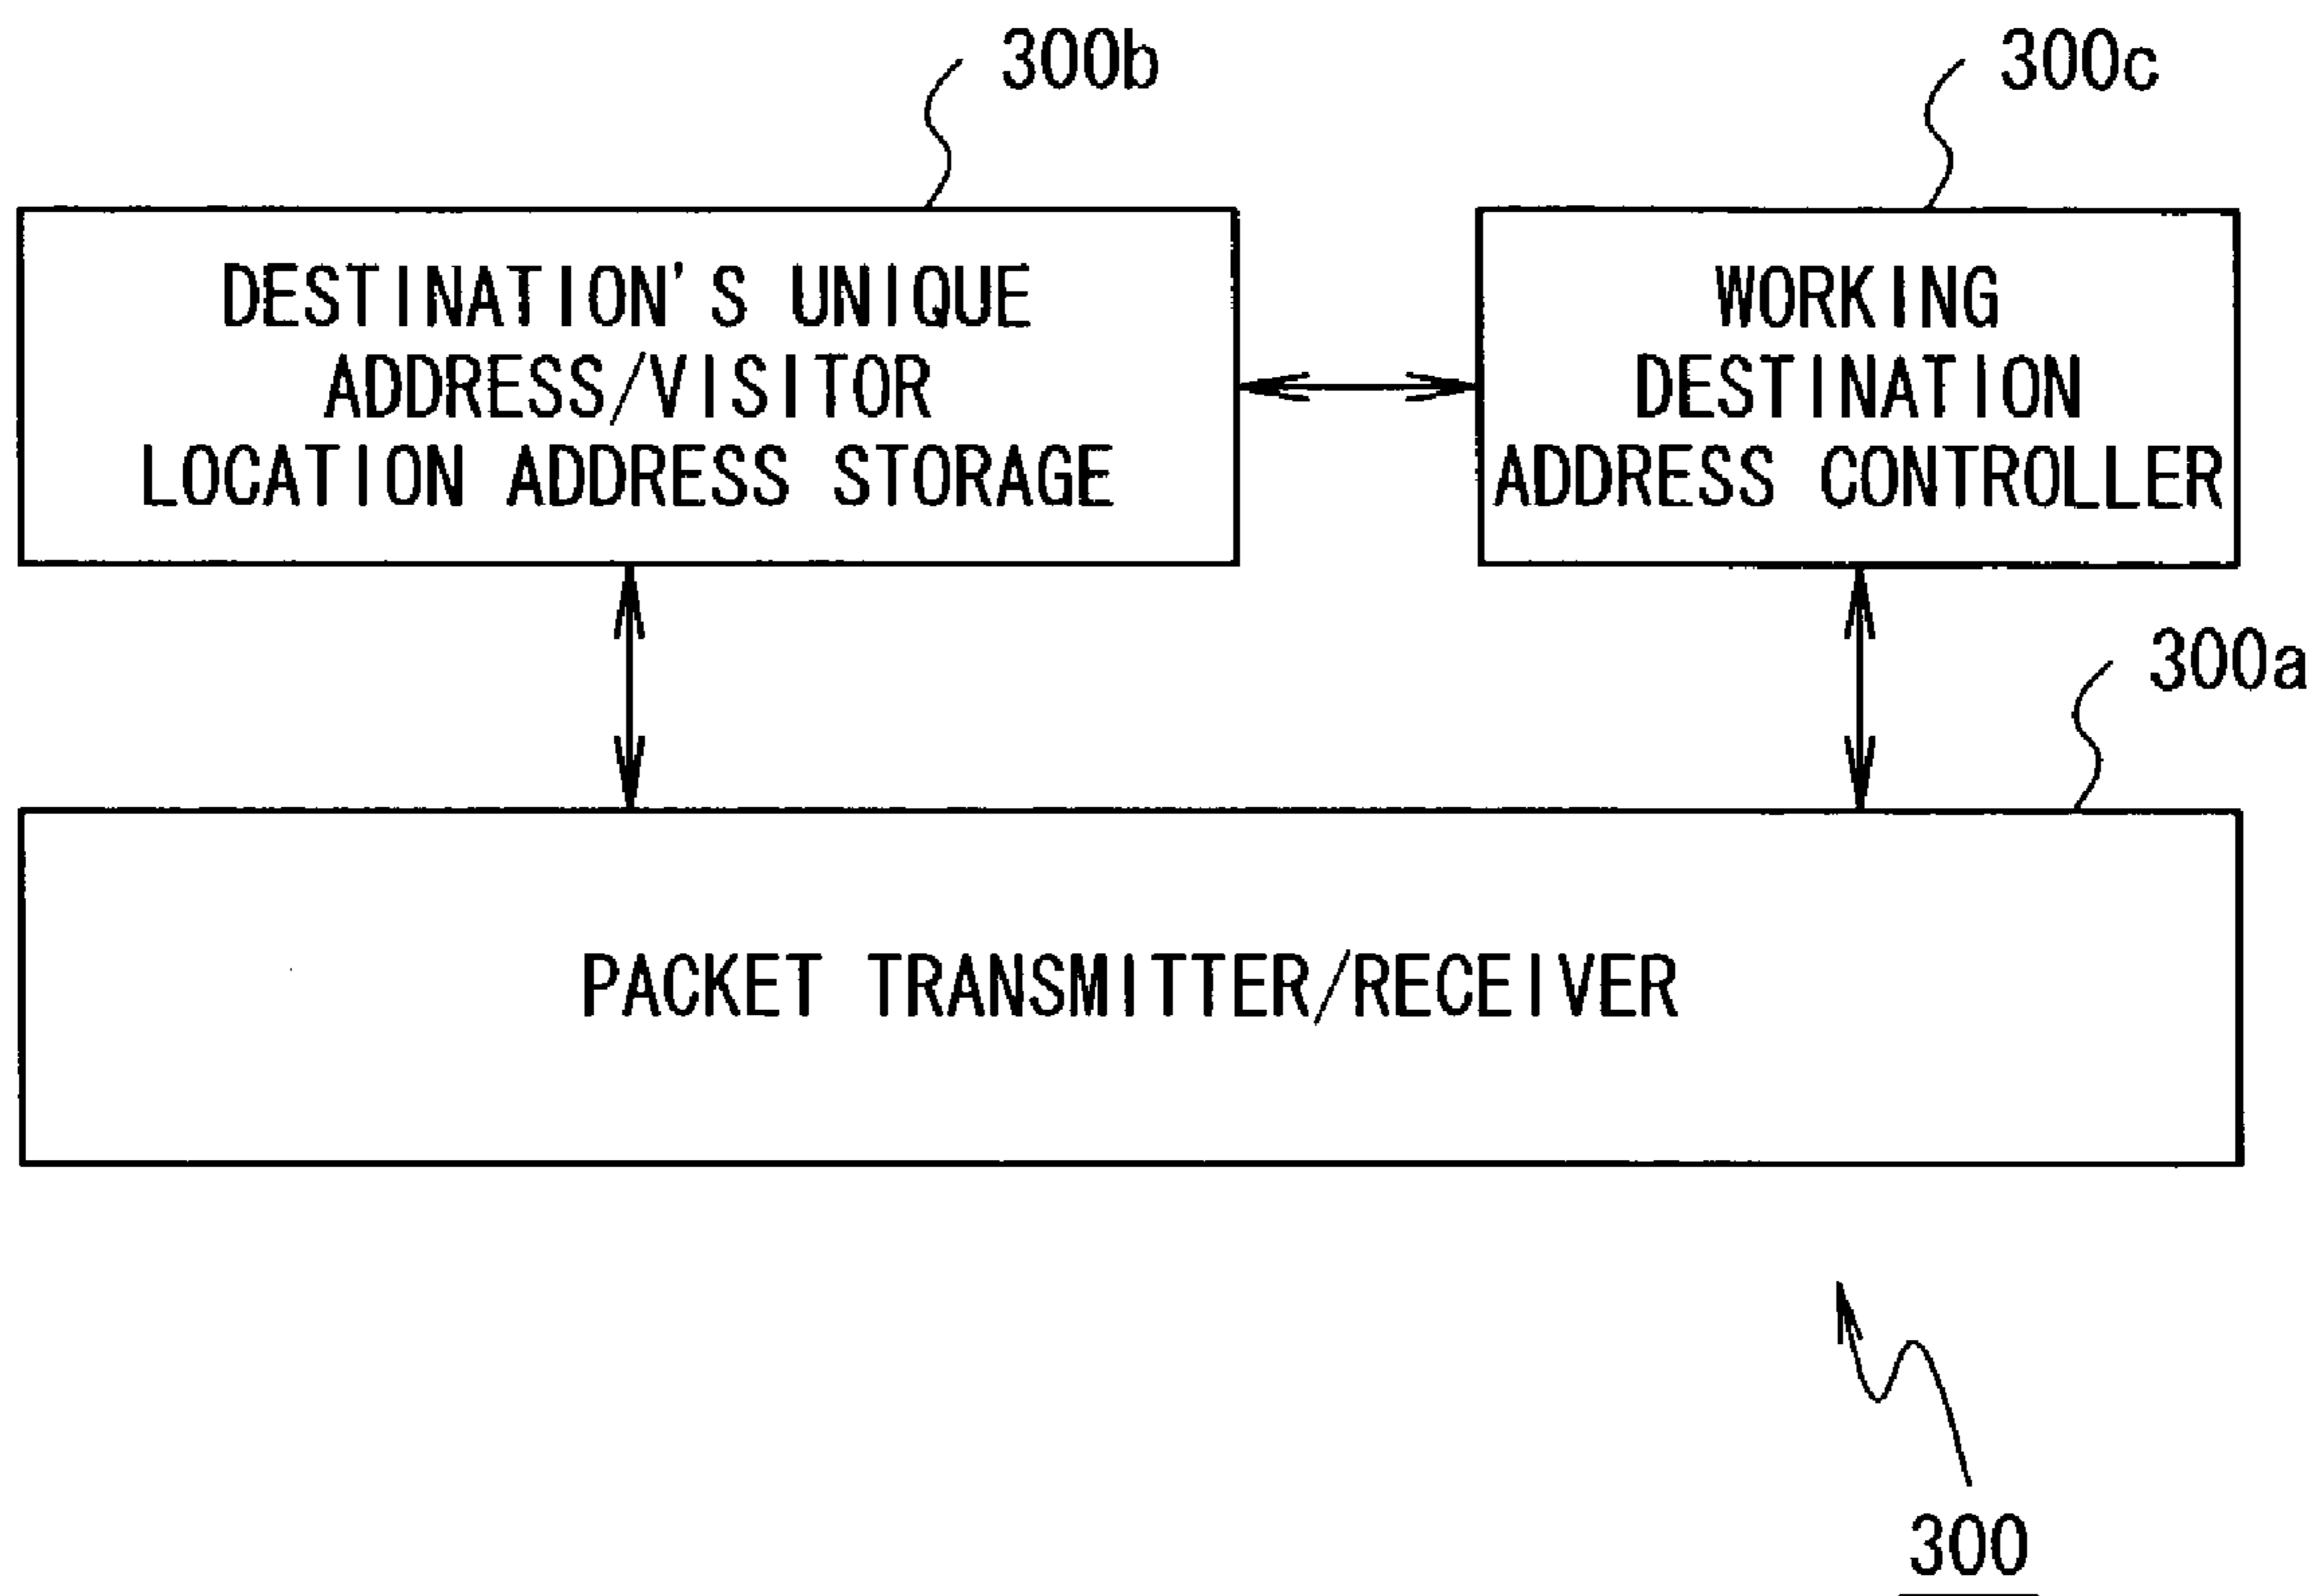 300b
300c
DESTINATION'S UNIQUE
ADDRESS/VISITOR
LOCATION ADDRESS STORAGE
WORKING
DESTINATION
ADDRESS CONTROLLER
300a
PACKET TRANSMITTER/RECEIVER
300